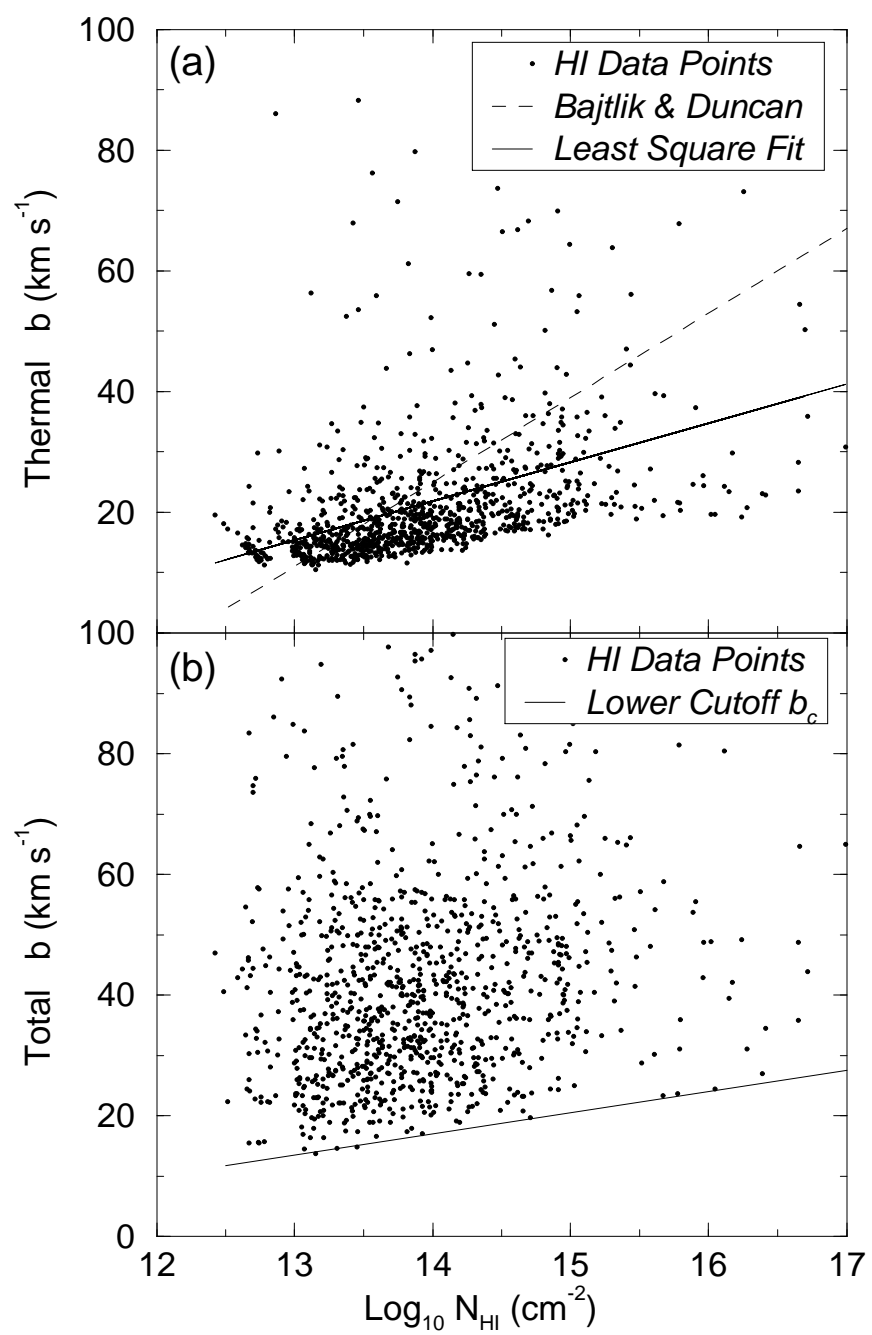 (a)
HI Data Points
Bajtlik & Duncan
Least Square Fit
100
80
60
40
20
Thermal b (km s⁻¹)
(b)
HI Data Points
Lower Cutoff b_c
100
80
60
40
20
0
Total b (km s⁻¹)
12 13 14 15 16 17
Log₁₀ N_HI (cm⁻²)